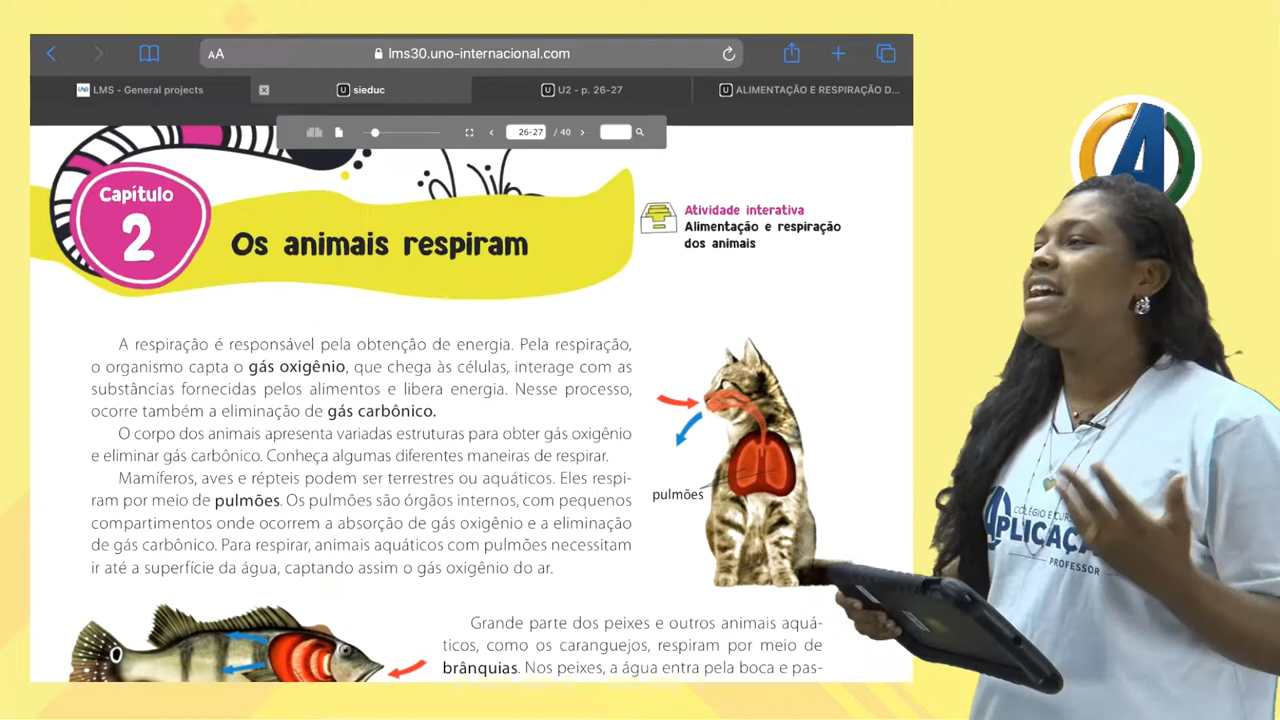 AA
lms30.uno-internacional.com
LMS - General projects
sieduc
U2 - p. 26-27
ALIMENTAÇÃO E RESPIRAÇÃO D...
26-27 / 40
Capítulo
2
Os animais respiram
Atividade interativa
Alimentação e respiração
dos animais
A respiração é responsável pela obtenção de energia. Pela respiração,
o organismo capta o gás oxigênio, que chega às células, interage com as
substâncias fornecidas pelos alimentos e libera energia. Nesse processo,
ocorre também a eliminação de gás carbônico.
O corpo dos animais apresenta variadas estruturas para obter gás oxigênio
e eliminar gás carbônico. Conheça algumas diferentes maneiras de respirar.
Mamíferos, aves e répteis podem ser terrestres ou aquáticos. Eles respi-
ram por meio de pulmões. Os pulmões são órgãos internos, com pequenos
compartimentos onde ocorrem a absorção de gás oxigênio e a eliminação
de gás carbônico. Para respirar, animais aquáticos com pulmões necessitam
ir até a superfície da água, captando assim o gás oxigênio do ar.
pulmões
Grande parte dos peixes e outros animais aquá-
ticos, como os caranguejos, respiram por meio de
brânquias. Nos peixes, a água entra pela boca e pas-
A
COLÉGIO E
PROFESSOR